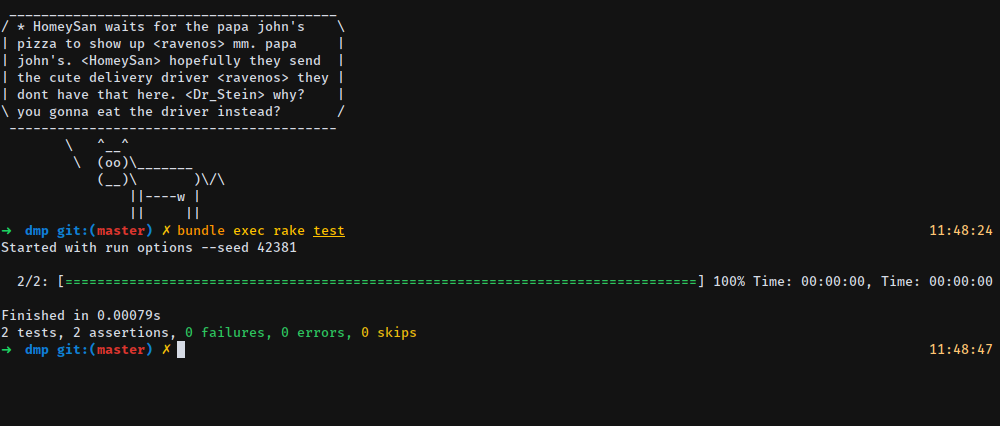 _________________________________________
/ * HomeySan waits for the papa john's    \
| pizza to show up <ravenos> mm. papa     |
| john's. <HomeySan> hopefully they send  |
| the cute delivery driver <ravenos> they |
| dont have that here. <Dr_Stein> why?    |
\ you gonna eat the driver instead?       /
 -----------------------------------------
        \   ^__^
         \  (oo)\_______
            (__)\       )\/\
                ||----w |
                ||     ||
➜  dmp git:(master) ✗ bundle exec rake test 11:48:24
Started with run options --seed 42381
  2/2: [===============================================================================] 100% Time: 00:00:00, Time: 00:00:00
Finished in 0.00079s
2 tests, 2 assertions, 0 failures, 0 errors, 0 skips
➜  dmp git:(master) ✗ 11:48:47